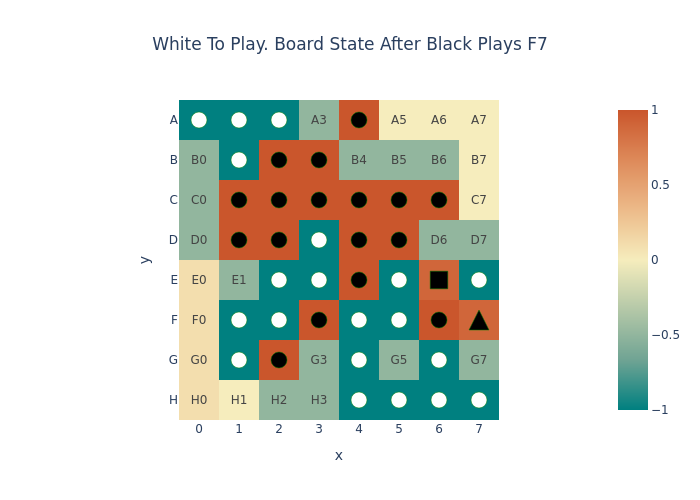 White To Play. Board State After Black Plays F7
A A3 A5 A6 A7 1
B B0 B4 B5 B6 B7
C C0 C7 0.5
D D0 D6 D7
y 0
E E0 E1
F F0 −0.5
G G0 G3 G5 G7
H H0 H1 H2 H3 −1
0 1 2 3 4 5 6 7
x